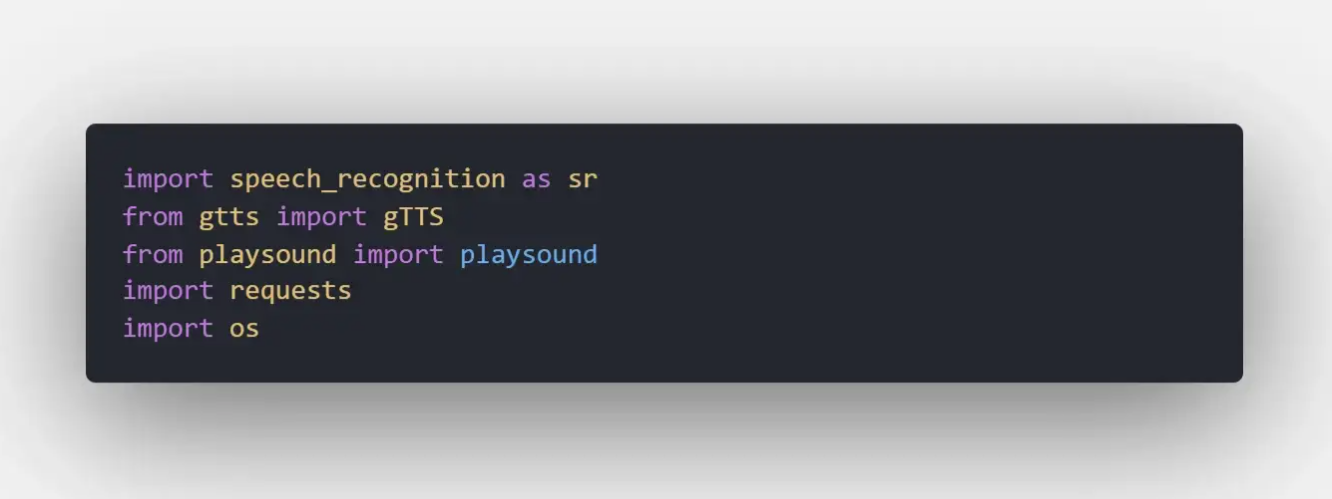 import speech_recognition as sr
from gtts import gTTS
from playsound import playsound
import requests
import os